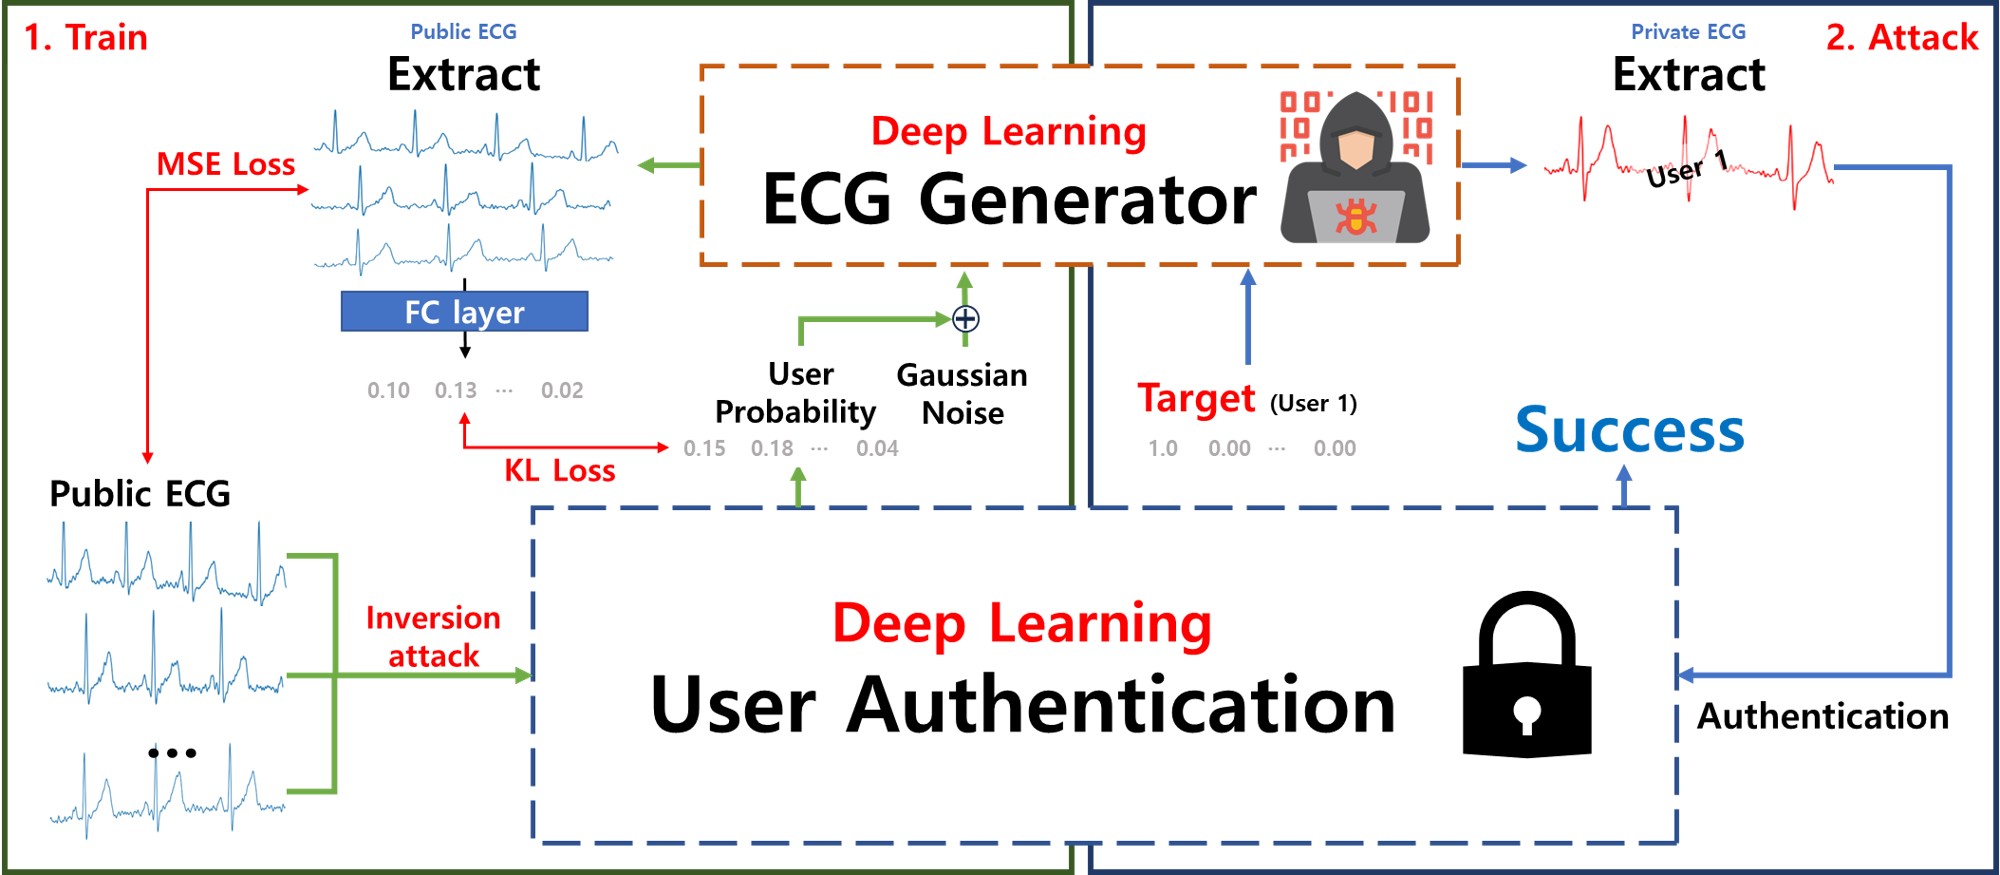 1. Train
Public ECG
Extract
MSE Loss
FC layer
0.10 0.13 ... 0.02
KL Loss
Public ECG
...
Inversion
attack
Deep Learning
ECG Generator
User
Probability
0.15 0.18 ... 0.04
Gaussian
Noise
Deep Learning
User Authentication
2. Attack
Private ECG
Extract
User 1
Target (User 1)
1.0 0.00 ... 0.00
Success
Authentication